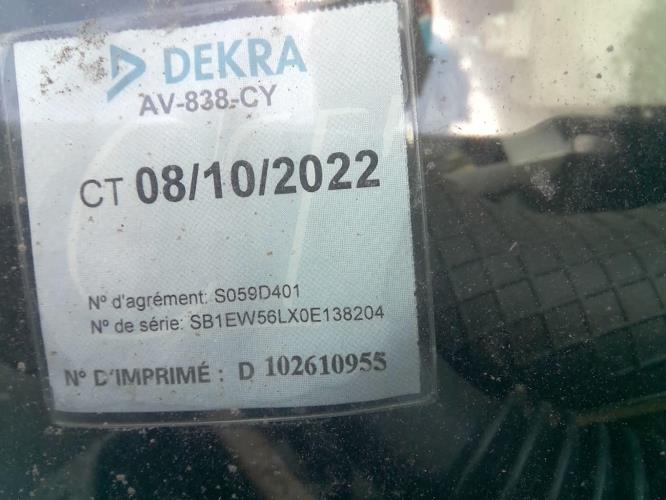 DEKRA
AV-838-CY
CT 08/10/2022
N° d'agrément: S059D401
N° de série: SB1EW56LX0E138204
N° D'IMPRIMÉ : D 102610955